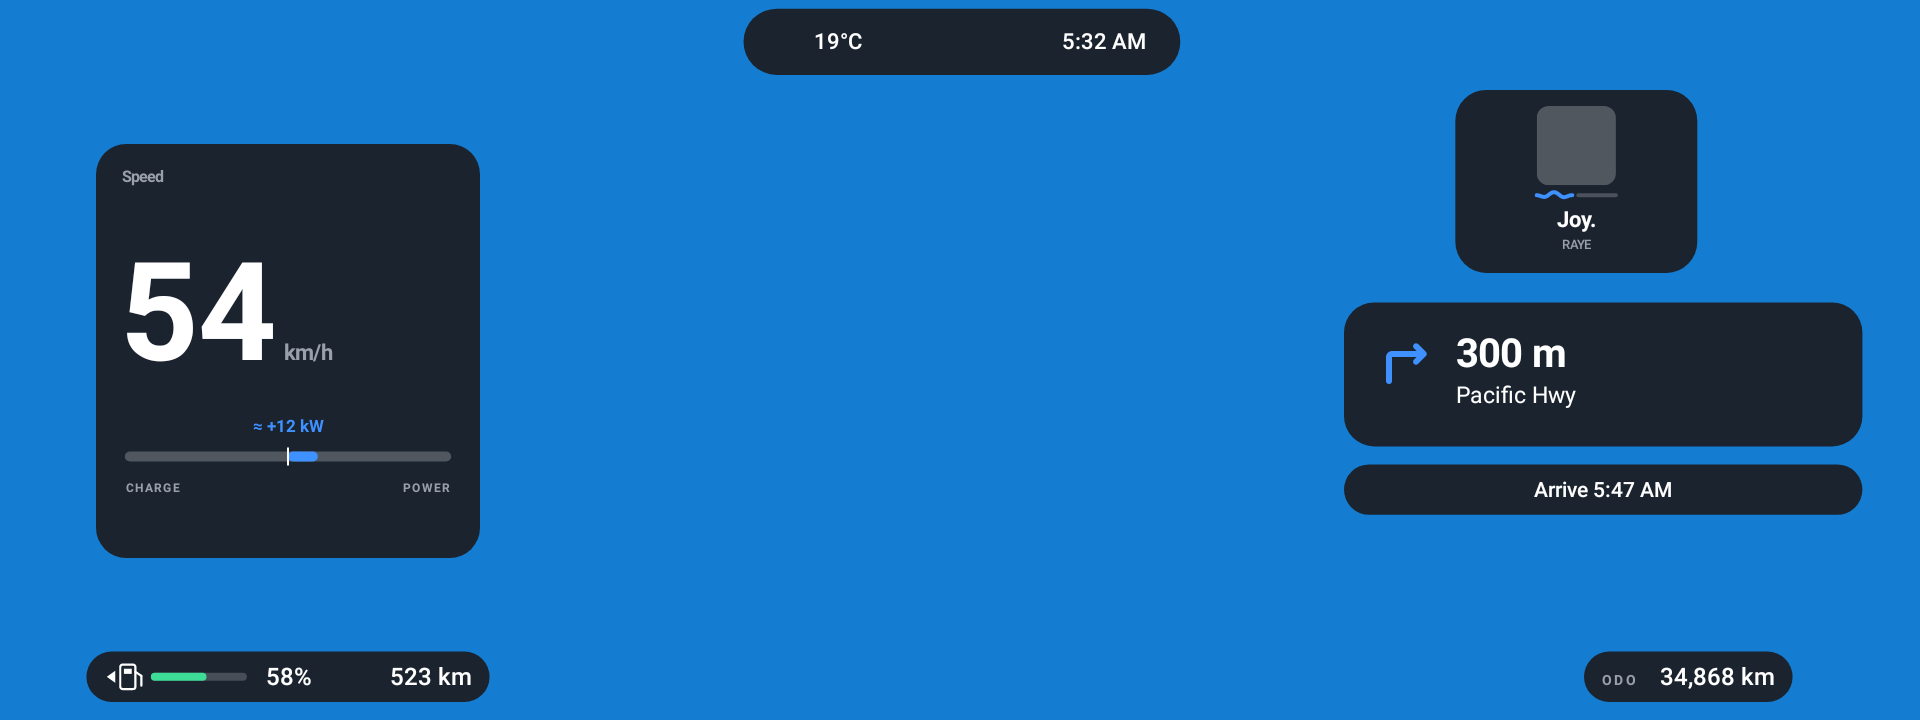 19°C
5:32 AM
Speed
54 km/h
≈ +12 kW
CHARGE
POWER
Joy.
RAYE
300 m
Pacific Hwy
Arrive 5:47 AM
58%
523 km
ODO
34,868 km